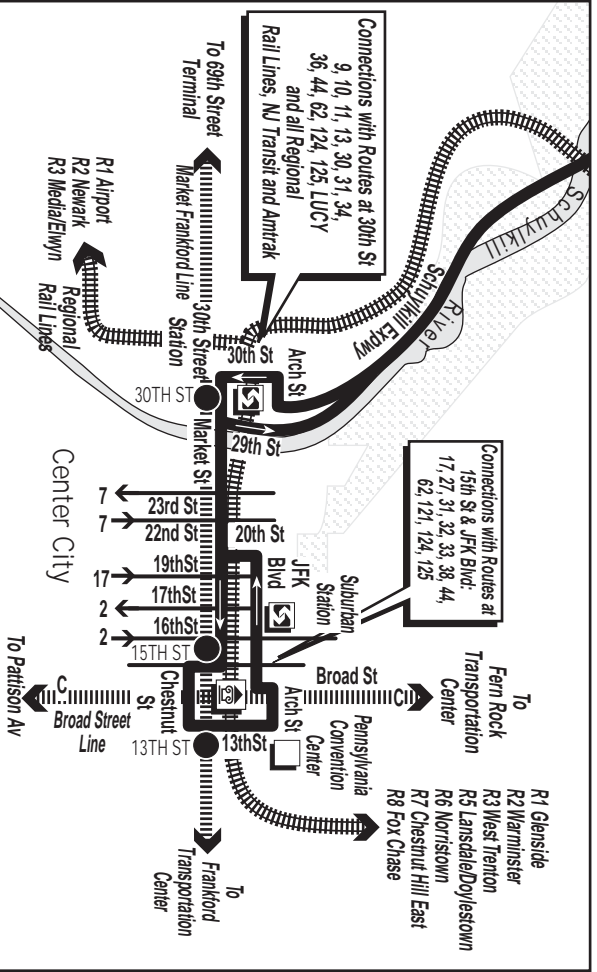 Connections with Routes at 30th St
9, 10, 11, 13, 30, 31, 34,
36, 44, 62, 124, 125, LUCY
and all Regional
Rail Lines, NJ Transit and Amtrak
To 69th Street
Terminal
Market Frankford Line
R1 Airport
R2 Newark
R3 Media/Elwyn
Regional
Rail Lines
30th Street
Station
Schuylkill
River
Schuylkill Expwy
30th St
Arch St
30TH ST
29th St
Market St
Connections with Routes at
15th St & JFK Blvd:
17, 27, 31, 32, 33, 38, 44,
62, 121, 124, 125
Center City
7
23rd St
7
22nd St
20th St
19thSt
17
17thSt
2
16thSt
2
15TH ST
JFK
Blvd
Suburban
Station
Broad St
C
To
Fern Rock
Transportation
Center
C
Broad Street
Line
To Pattison Av
Chestnut
St
Arch St
13thSt
13TH ST
Pennsylvania
Convention
Center
To
Frankford
Transportation
Center
R1 Glenside
R2 Warminster
R3 West Trenton
R5 Lansdale/Doylestown
R6 Norristown
R7 Chestnut Hill East
R8 Fox Chase